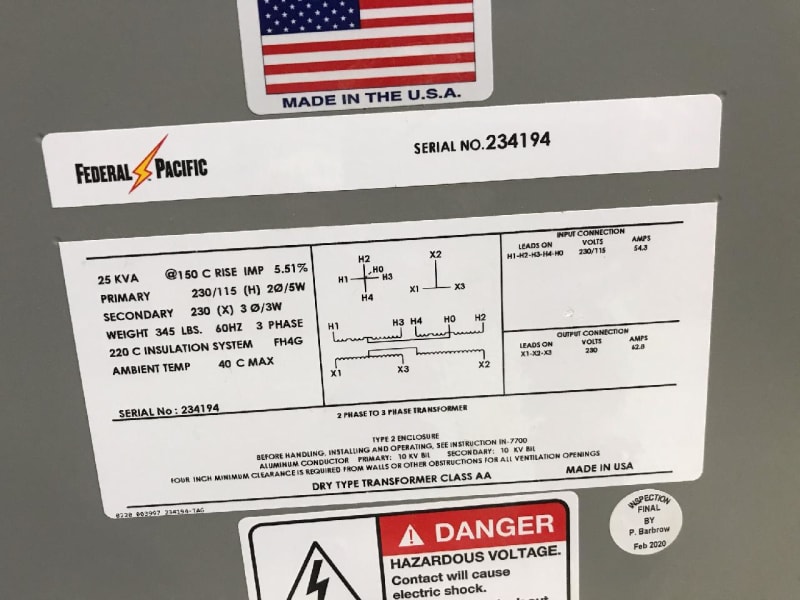 MADE IN THE U.S.A.
FEDERAL PACIFIC
SERIAL NO. 234194
25 KVA @150 C RISE IMP 5.51%
PRIMARY 230/115 (H) 2Ø/5W
SECONDARY 230 (X) 3 Ø/3W
WEIGHT 345 LBS. 60HZ 3 PHASE
220 C INSULATION SYSTEM FH4G
AMBIENT TEMP 40 C MAX
SERIAL No : 234194
H2
H1 H0 H3
H4
X2
X1 X3
H1 H3 H4 H0 H2
X1 X3 X2
INPUT CONNECTION
LEADS ON VOLTS AMPS
H1-H2-H3-H4-H0 230/115 54.3
OUTPUT CONNECTION
LEADS ON VOLTS AMPS
X1-X2-X3 230 62.8
2 PHASE TO 3 PHASE TRANSFORMER
TYPE 2 ENCLOSURE
BEFORE HANDLING, INSTALLING AND OPERATING, SEE INSTRUCTION IN-7700
ALUMINUM CONDUCTOR PRIMARY: 10 KV BIL SECONDARY: 10 KV BIL
FOUR INCH MINIMUM CLEARANCE IS REQUIRED FROM WALLS OR OTHER OBSTRUCTIONS FOR ALL VENTILATION OPENINGS
DRY TYPE TRANSFORMER CLASS AA MADE IN USA
INSPECTION
FINAL
BY
P. Barbrow
Feb 2020
DANGER
HAZARDOUS VOLTAGE.
Contact will cause
electric shock.